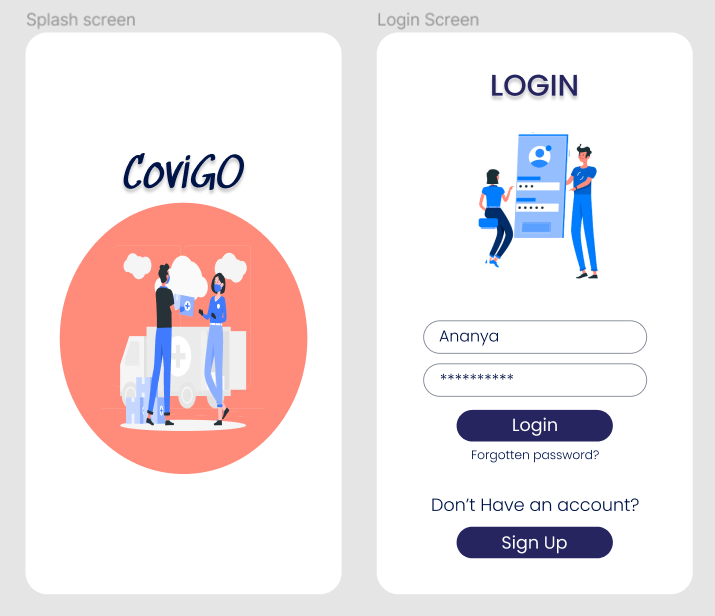 Splash screen
CoviGO
Login Screen
LOGIN
Ananya
**********
Login
Forgotten password?
Don't Have an account?
Sign Up